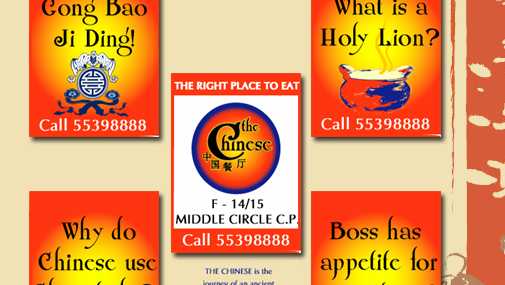 Gong Bao
Ji Ding!
Call 55398888
What is a
Holy Lion?
Call 55398888
THE RIGHT PLACE TO EAT
the
Chinese
中国餐厅
F - 14/15
MIDDLE CIRCLE C.P.
Call 55398888
Why do
Chinese use
Boss has
appetite for
THE CHINESE is the
journey of an ancient